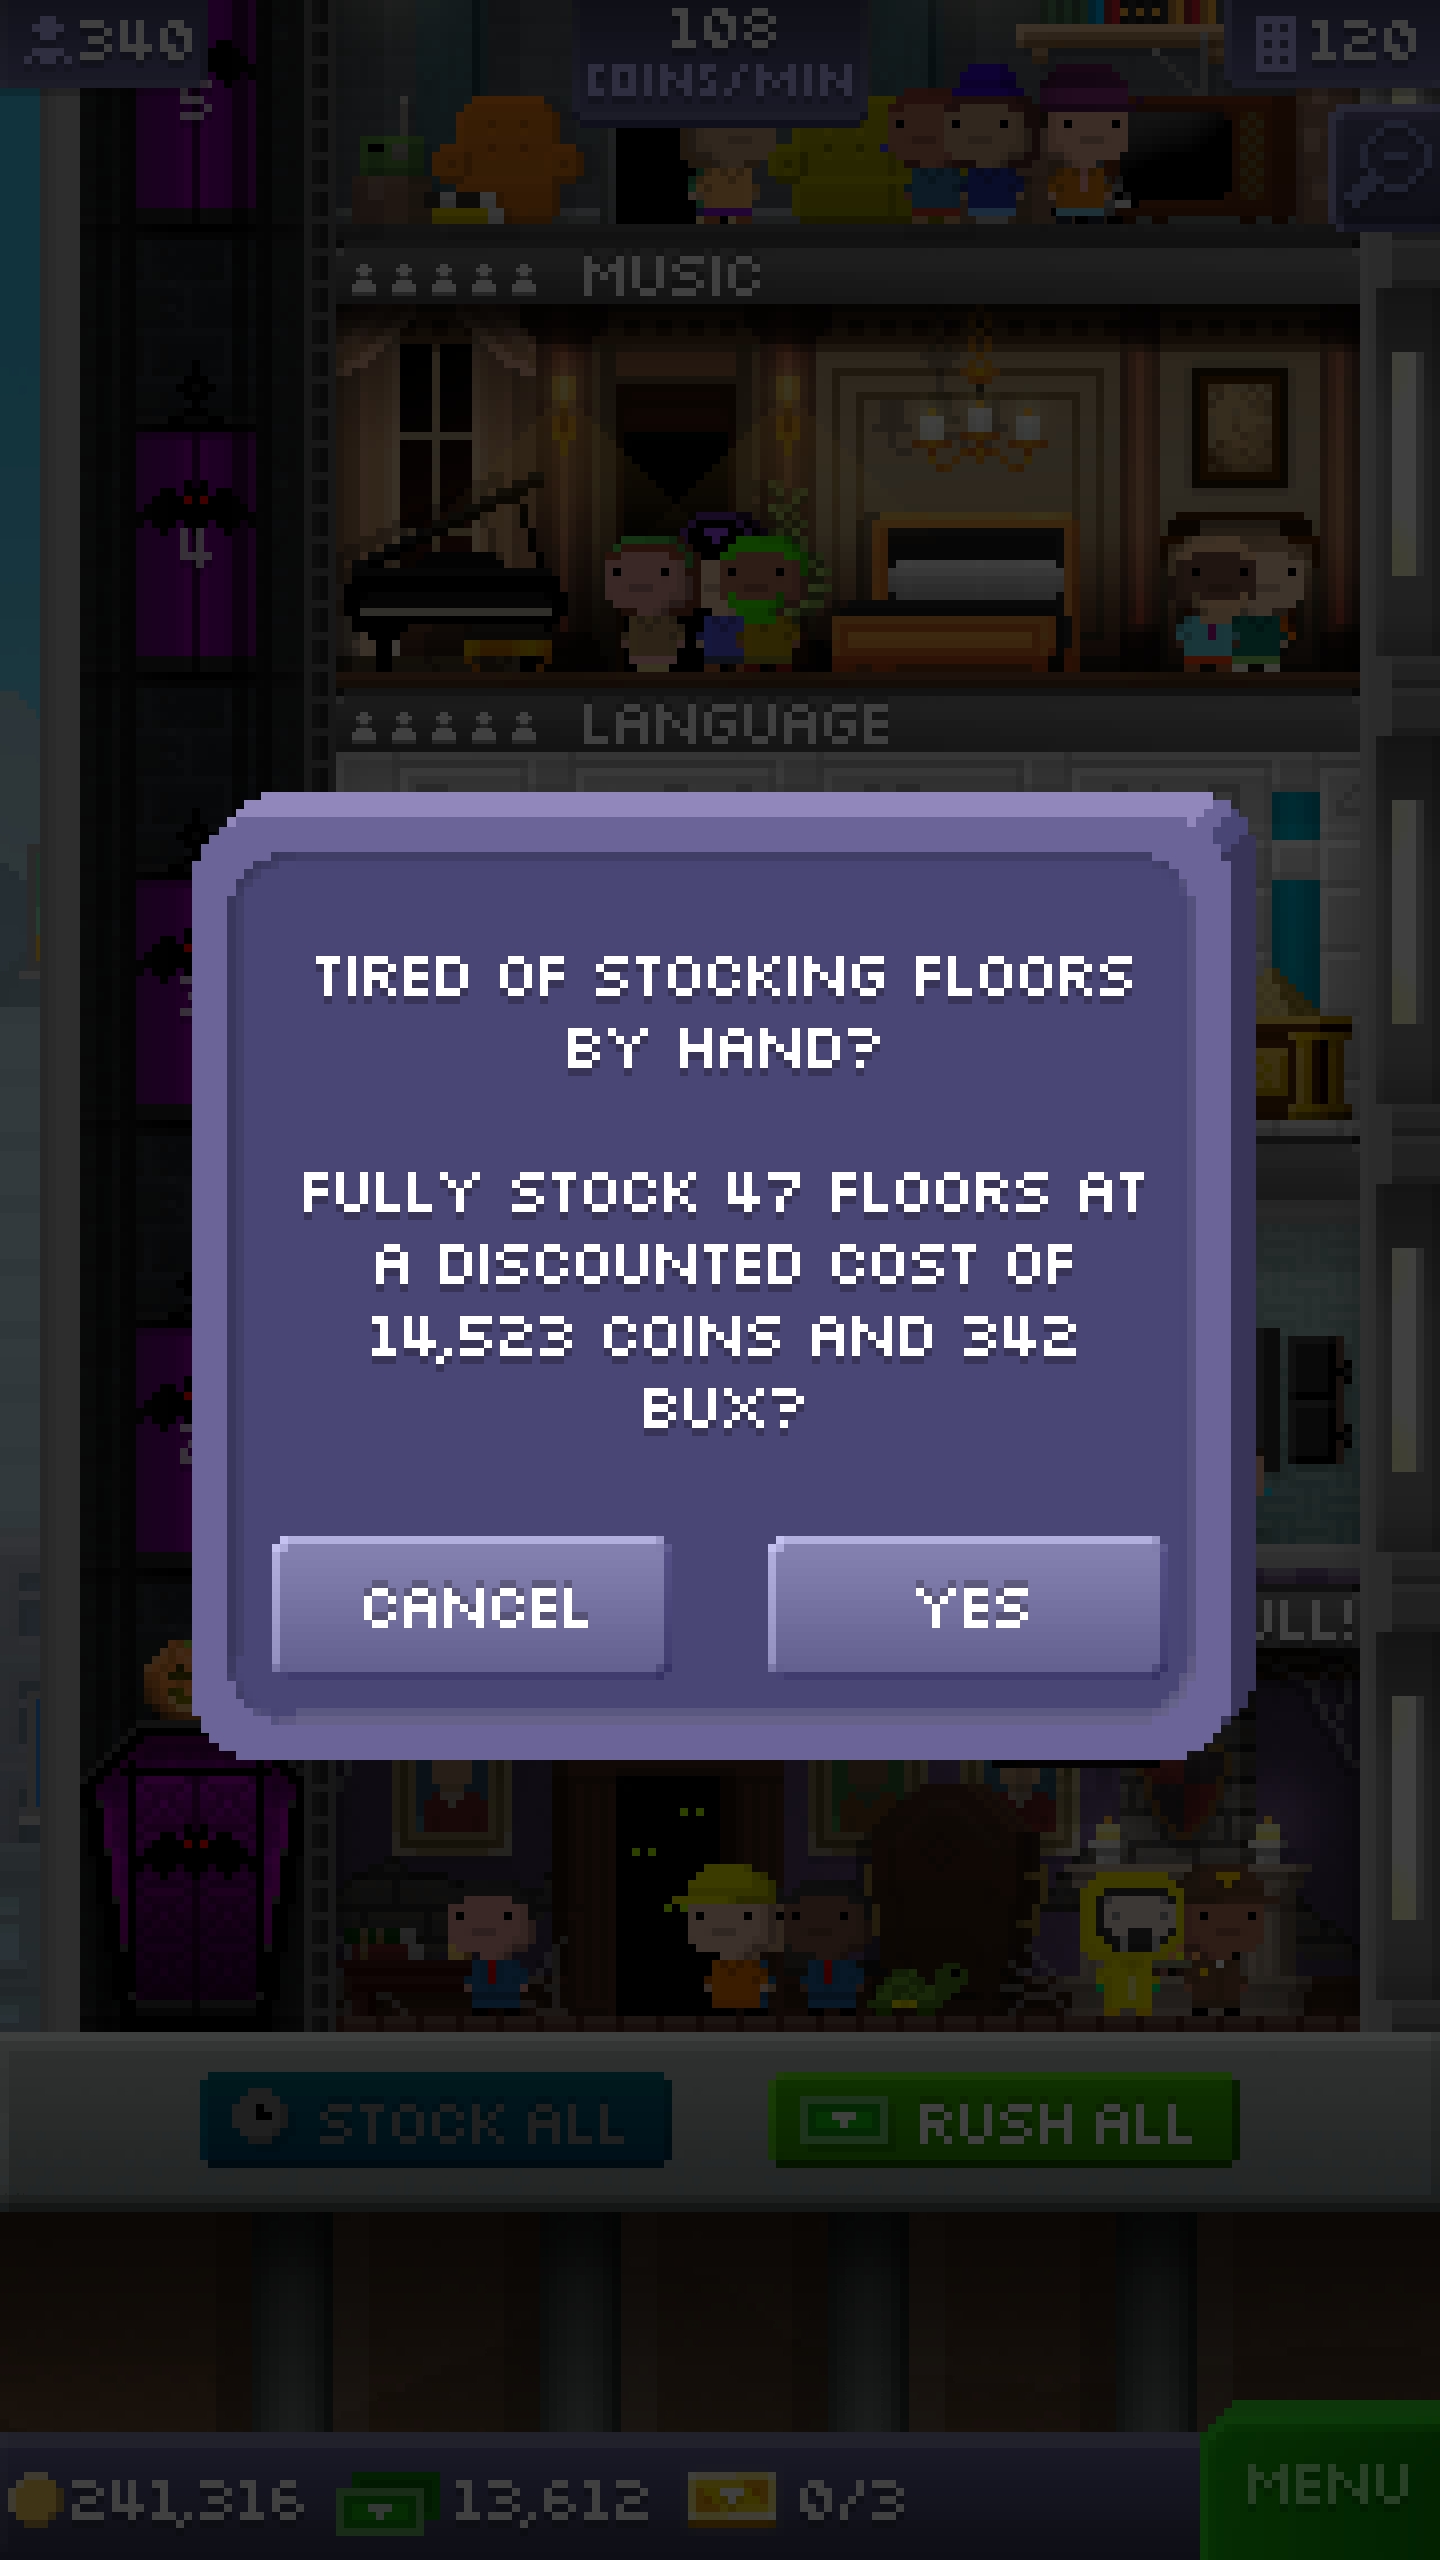 340
108
COINS/MIN
120
5
MUSIC
4
LANGUAGE
TIRED OF STOCKING FLOORS
BY HAND?
FULLY STOCK 47 FLOORS AT
A DISCOUNTED COST OF
14,523 COINS AND 342
BUX?
CANCEL
YES
STOCK ALL
RUSH ALL
241,316
13,612
0/3
MENU